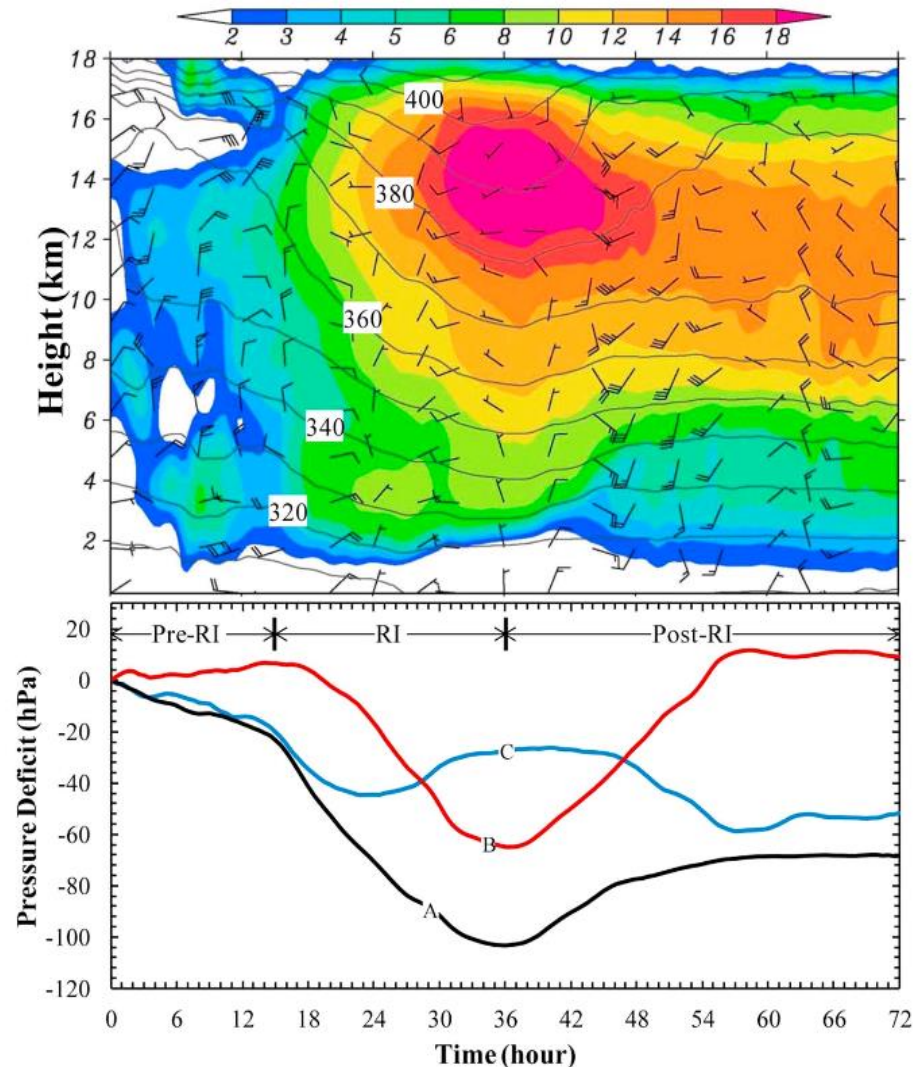 2 3 4 5 6 8 10 12 14 16 18
18
16
14
12
10
8
6
4
2
Height (km)
400
380
360
340
320
Pre-RI RI Post-RI
20
0
-20
-40
-60
-80
-100
-120
Pressure Deficit (hPa)
C
B
A
0 6 12 18 24 30 36 42 48 54 60 66 72
Time (hour)